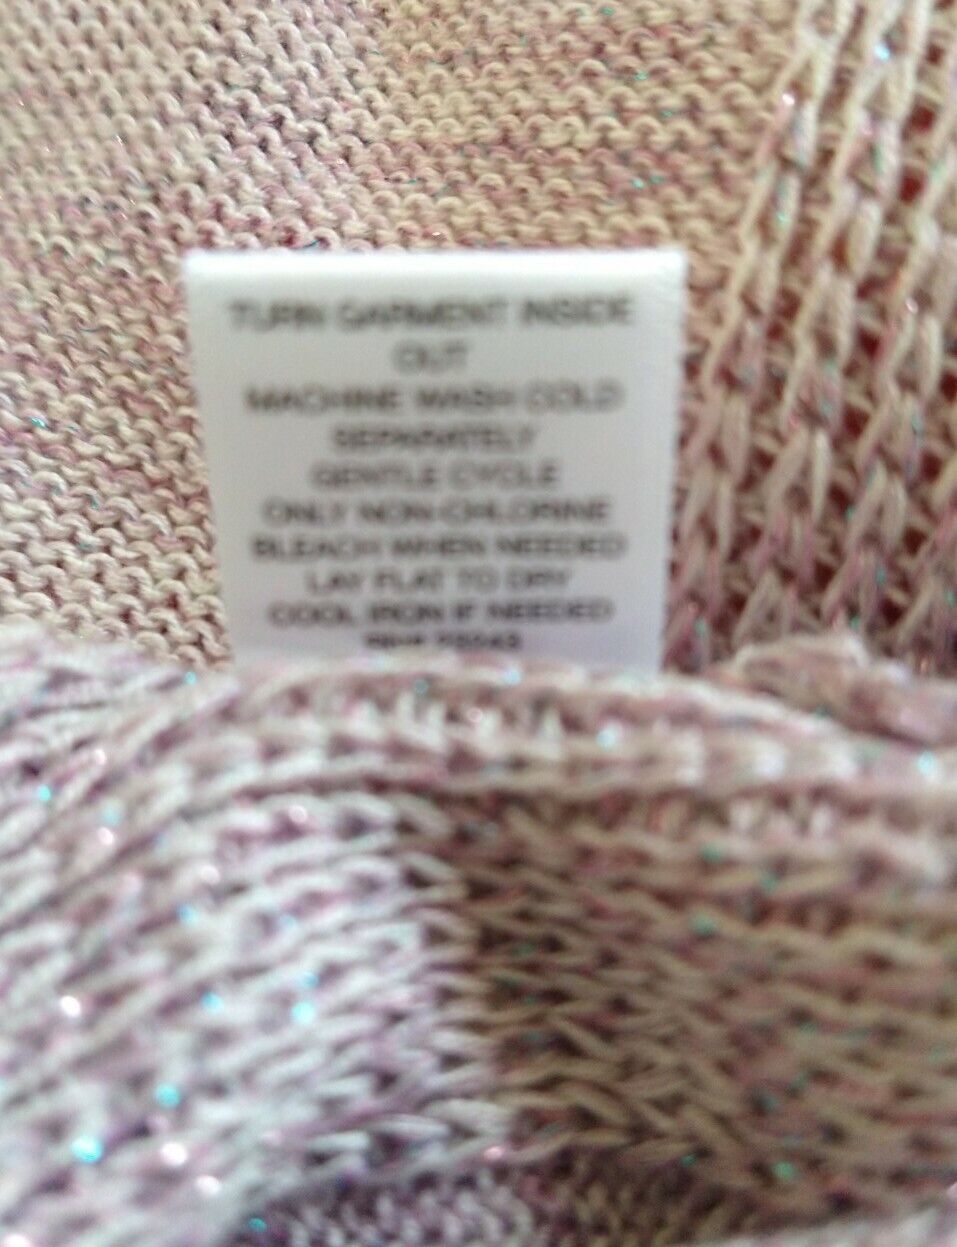 TURN GARMENT INSIDE
OUT
MACHINE WASH COLD
SEPARATELY
GENTLE CYCLE
ONLY NON-CHLORINE
BLEACH WHEN NEEDED
LAY FLAT TO DRY
COOL IRON IF NEEDED